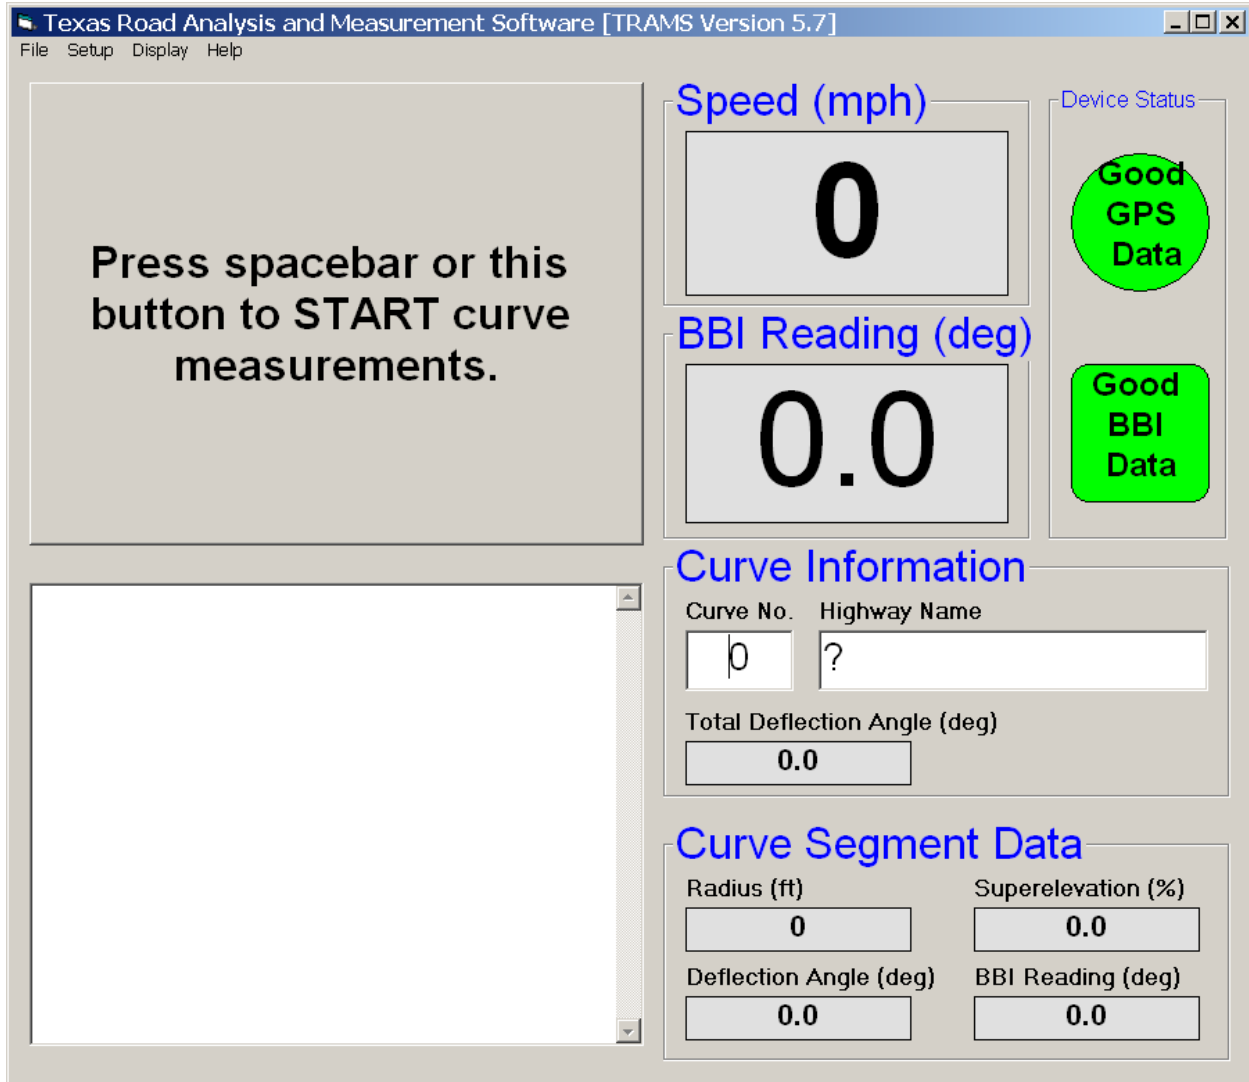 Texas Road Analysis and Measurement Software [TRAMS Version 5.7]
File Setup Display Help
Press spacebar or this
button to START curve
measurements.
Speed (mph)
0
BBI Reading (deg)
0.0
Device Status
Good
GPS
Data
Good
BBI
Data
Curve Information
Curve No. Highway Name
0 ?
Total Deflection Angle (deg)
0.0
Curve Segment Data
Radius (ft) Superelevation (%)
0 0.0
Deflection Angle (deg) BBI Reading (deg)
0.0 0.0